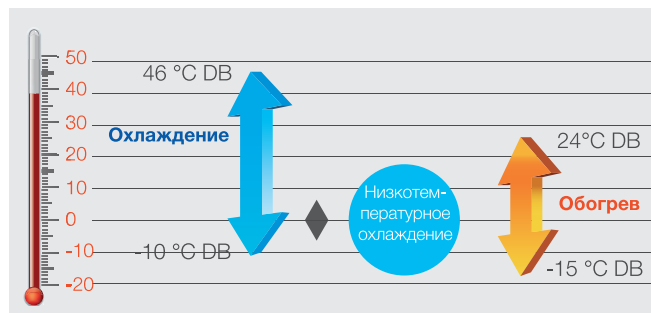 50
46 °C DB
40
30
Охлаждение
24°C DB
20
10
Низкотем-
пературное
охлаждение
Обогрев
0
-10 °C DB
-10
-15 °C DB
-20